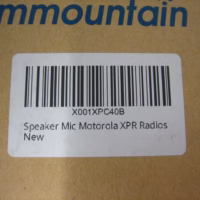 mmountain
X001XPC40B
Speaker Mic Motorola XPR Radios
New